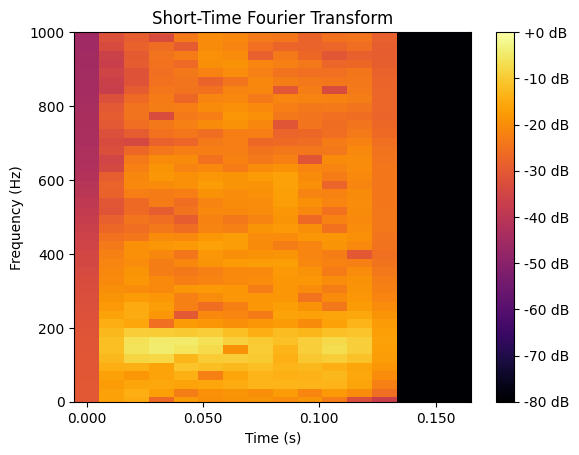 Short-Time Fourier Transform
1000
800
600
400
200
0
Frequency (Hz)
0.000
0.050
0.100
0.150
Time (s)
+0 dB
-10 dB
-20 dB
-30 dB
-40 dB
-50 dB
-60 dB
-70 dB
-80 dB